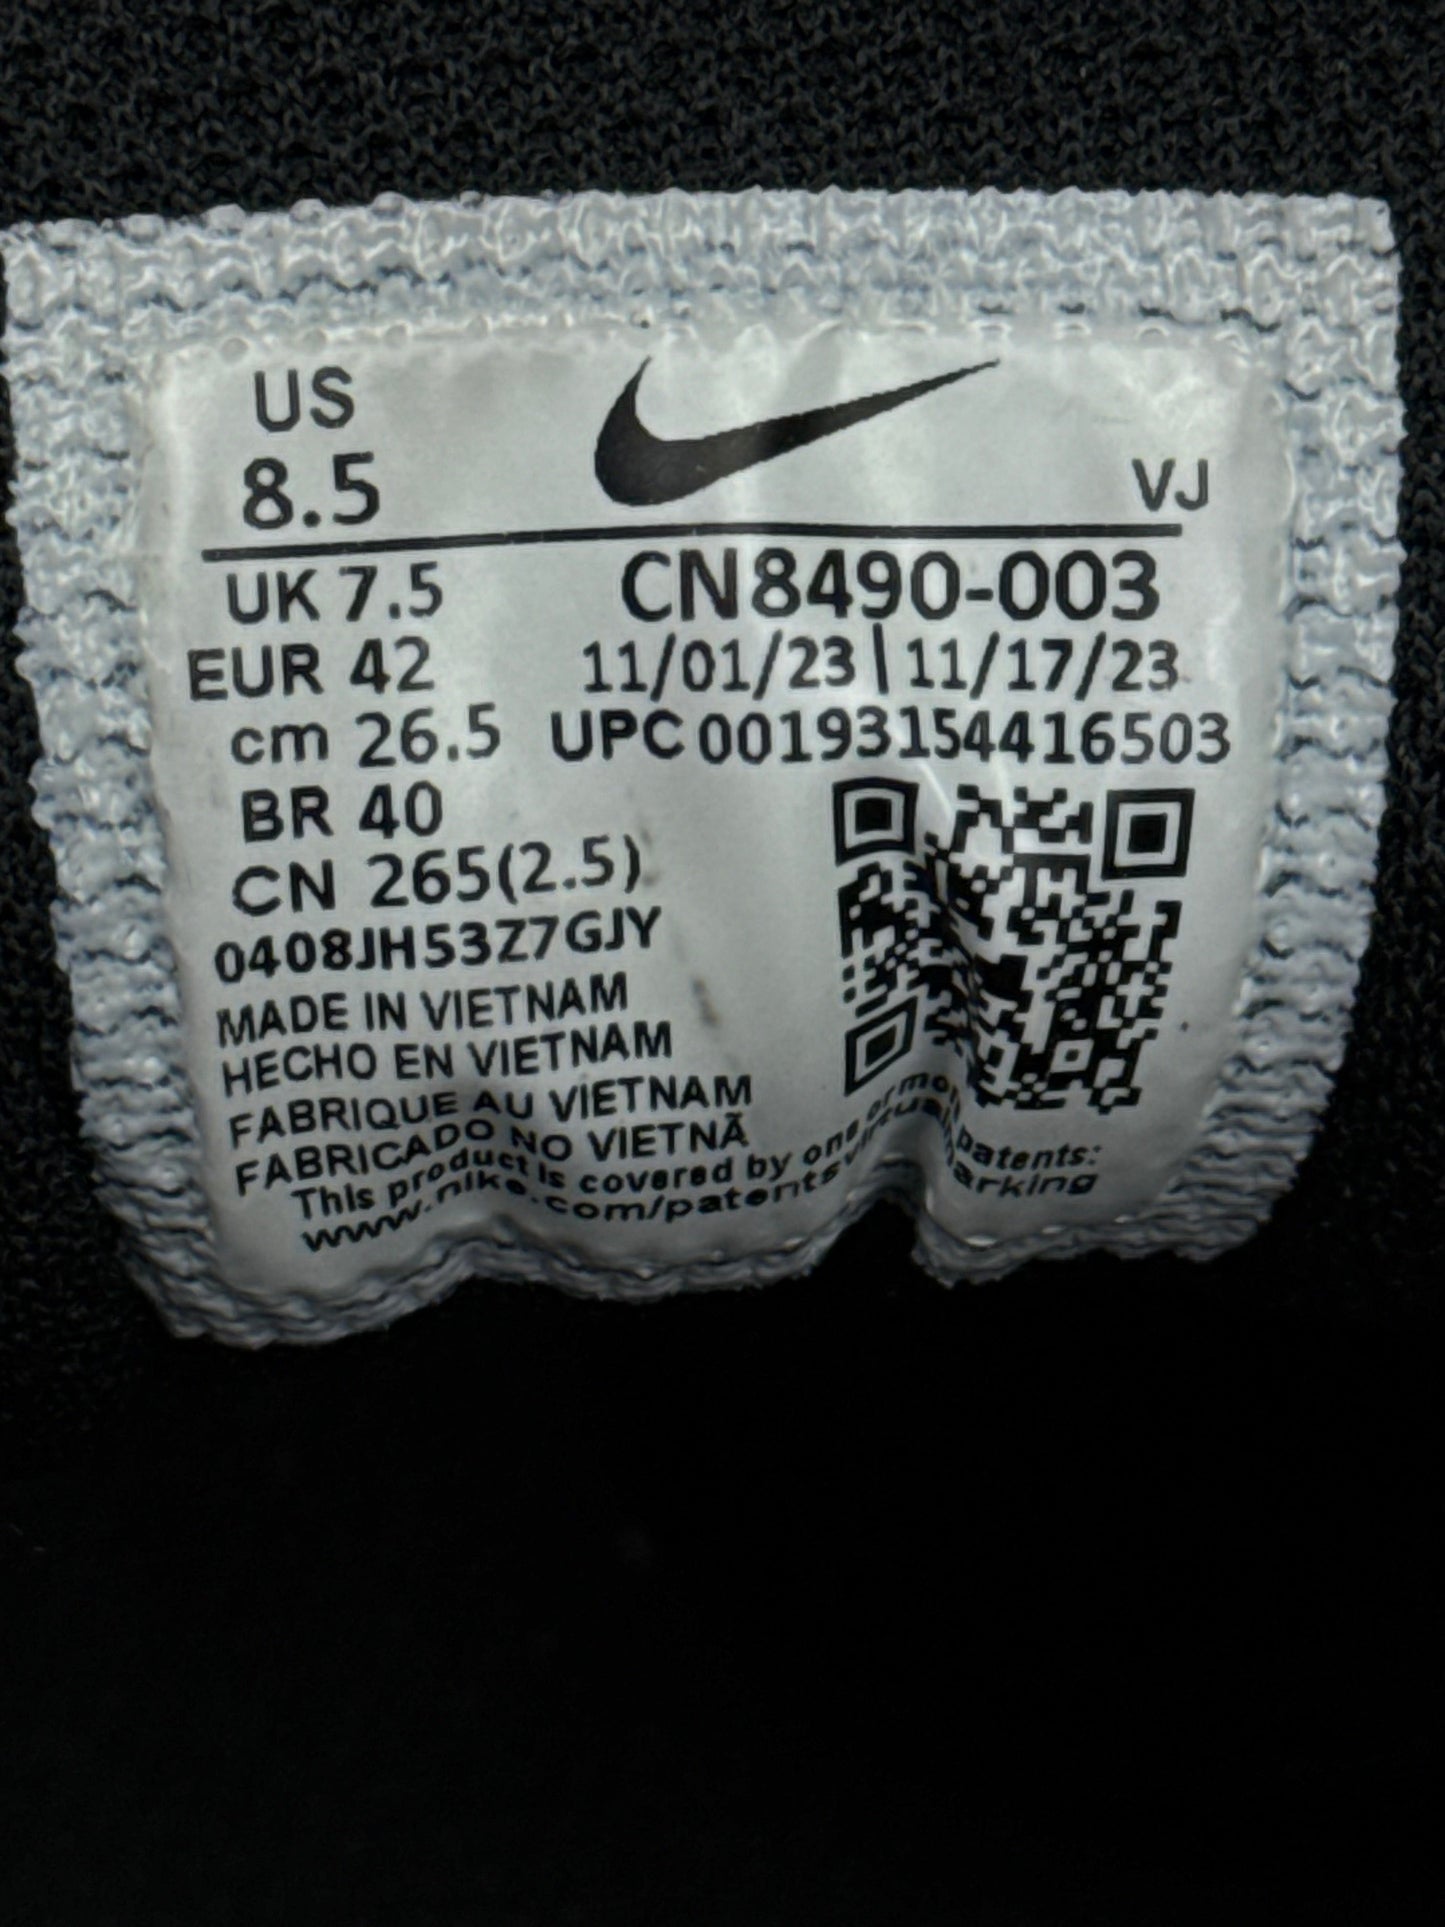 US
8.5
VJ
UK 7.5
CN8490-003
EUR 42
11/01/23 | 11/17/23
cm 26.5
UPC 00193154416503
BR 40
CN 265(2.5)
0408JH53Z7GJY
MADE IN VIETNAM
HECHO EN VIETNAM
FABRIQUE AU VIETNAM
FABRICADO NO VIETNÃ
This product is covered by one or more patents:
www.nike.com/patentsvirtualmarking